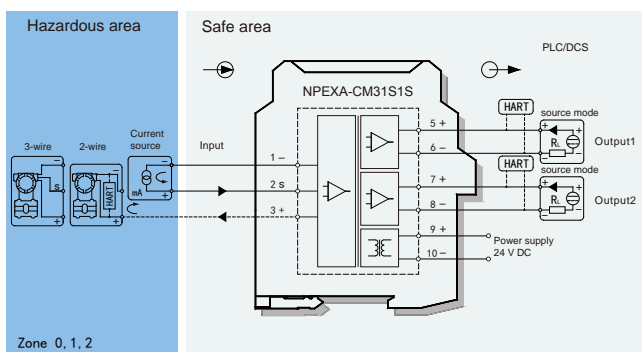 Hazardous area
Safe area
PLC/DCS
NPEXA-CM31S1S
HART
source mode
3-wire
2-wire
Current
source
Input
5 +
6 −
RL
Output1
1 −
2 s
3 +
s
HART
mA
HART
source mode
7 +
8 −
RL
Output2
9 +
10 −
Power supply
24 V DC
Zone 0, 1, 2